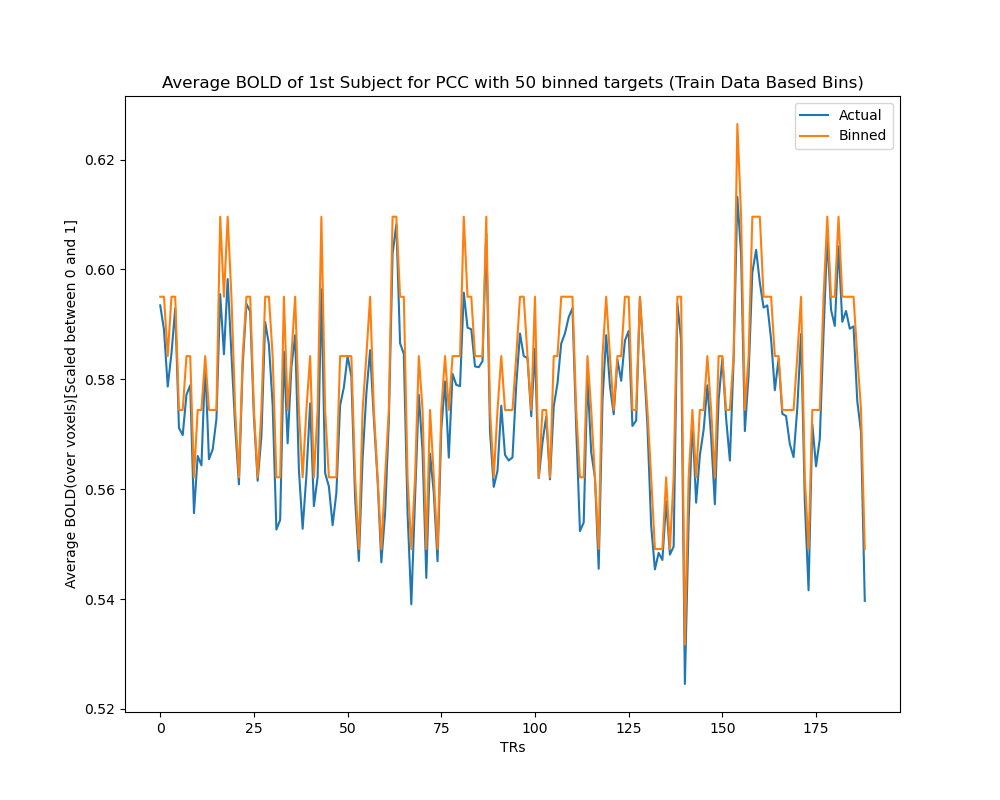 Average BOLD of 1st Subject for PCC with 50 binned targets (Train Data Based Bins)
Actual
Binned
Average BOLD(over voxels)[Scaled between 0 and 1]
0.62
0.60
0.58
0.56
0.54
0.52
0 25 50 75 100 125 150 175
TRs